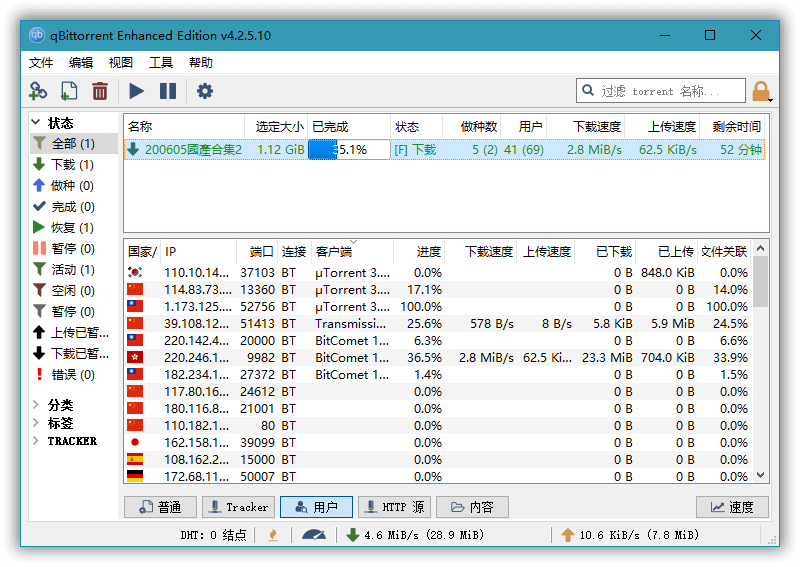 qBittorrent Enhanced Edition v4.2.5.10
文件 编辑 视图 工具 帮助
过滤 torrent 名称...
状态
全部 (1)
下载 (1)
做种 (0)
完成 (0)
恢复 (1)
暂停 (0)
活动 (1)
空闲 (0)
暂停 (0)
上传已暂...
下载已暂...
错误 (0)
分类
标签
TRACKER
名称 选定大小 已完成 状态 做种数 用户 下载速度 上传速度 剩余时间
200605國產合集2 1.12 GiB 35.1% [F] 下载 5 (2) 41 (69) 2.8 MiB/s 62.5 KiB/s 52 分钟
国家/ IP 端口 连接 客户端 进度 下载速度 上传速度 已下载 已上传 文件关联
110.10.14... 37103 BT μTorrent 3.... 0.0% 0 B 848.0 KiB 0.0%
114.83.73... 13360 BT μTorrent 3.... 17.1% 0 B 0 B 14.0%
1.173.125.... 52756 BT μTorrent 3.... 100.0% 0 B 0 B 100.0%
39.108.12... 51413 BT Transmissi... 25.6% 578 B/s 8 B/s 5.8 KiB 5.9 MiB 24.5%
220.142.4... 20000 BT BitComet 1... 6.3% 0 B 0 B 6.6%
220.246.1... 9982 BT BitComet 1... 36.5% 2.8 MiB/s 62.5 Ki... 23.3 MiB 704.0 KiB 33.9%
182.234.1... 27372 BT BitComet 1... 1.4% 0 B 0 B 1.5%
117.80.16... 24612 BT 0.0% 0 B 0 B 0.0%
180.116.8... 21001 BT 0.0% 0 B 0 B 0.0%
110.182.1... 80 BT 0.0% 0 B 0 B 0.0%
162.158.1... 39099 BT 0.0% 0 B 0 B 0.0%
108.162.2... 15000 BT 0.0% 0 B 0 B 0.0%
172.68.11... 50007 BT 0.0% 0 B 0 B 0.0%
普通 Tracker 用户 HTTP 源 内容 速度
DHT: 0 结点 4.6 MiB/s (28.9 MiB) 10.6 KiB/s (7.8 MiB)